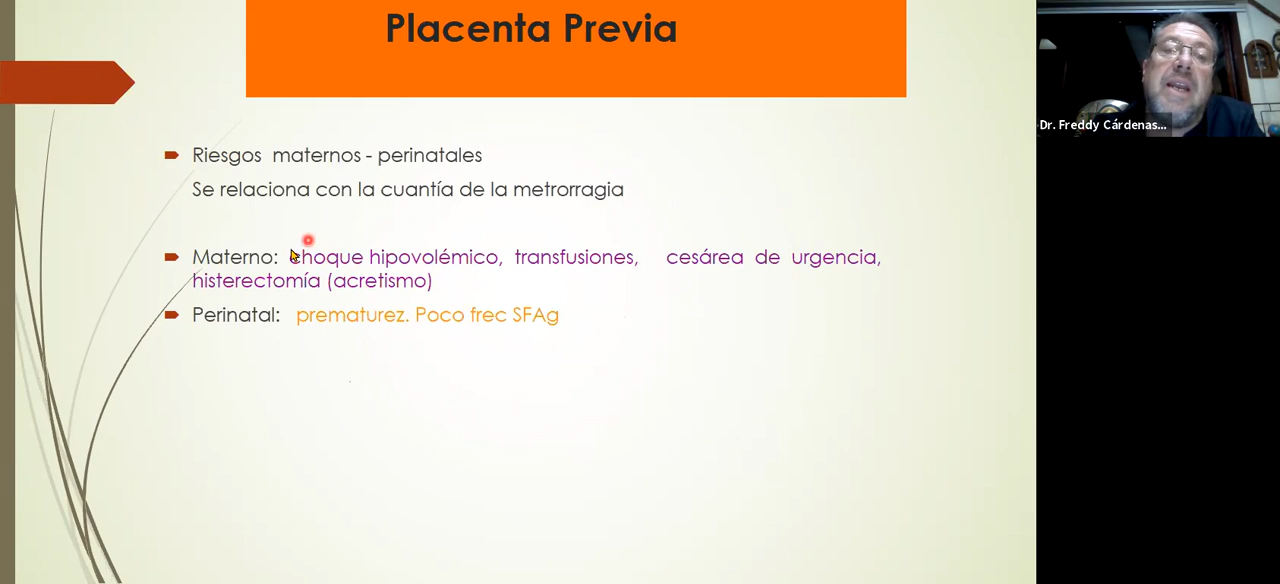 Placenta Previa
Riesgos maternos - perinatales
Se relaciona con la cuantía de la metrorragia
Materno: choque hipovolémico, transfusiones, cesárea de urgencia,
histerectomía (acretismo)
Perinatal: prematurez. Poco frec SFAg
Dr. Freddy Cárdenas...